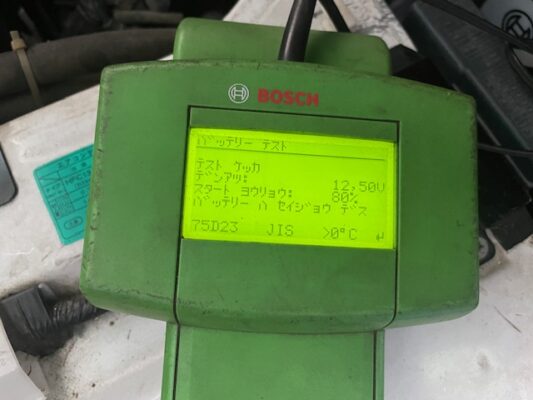 BOSCH
バッテリー テスト
テスト ケッカ
デンアツ: 12,50V
スタート ヨウリョウ: 80%
バッテリー ハ セイジョウ デス
75D23 JIS >0°C ↵